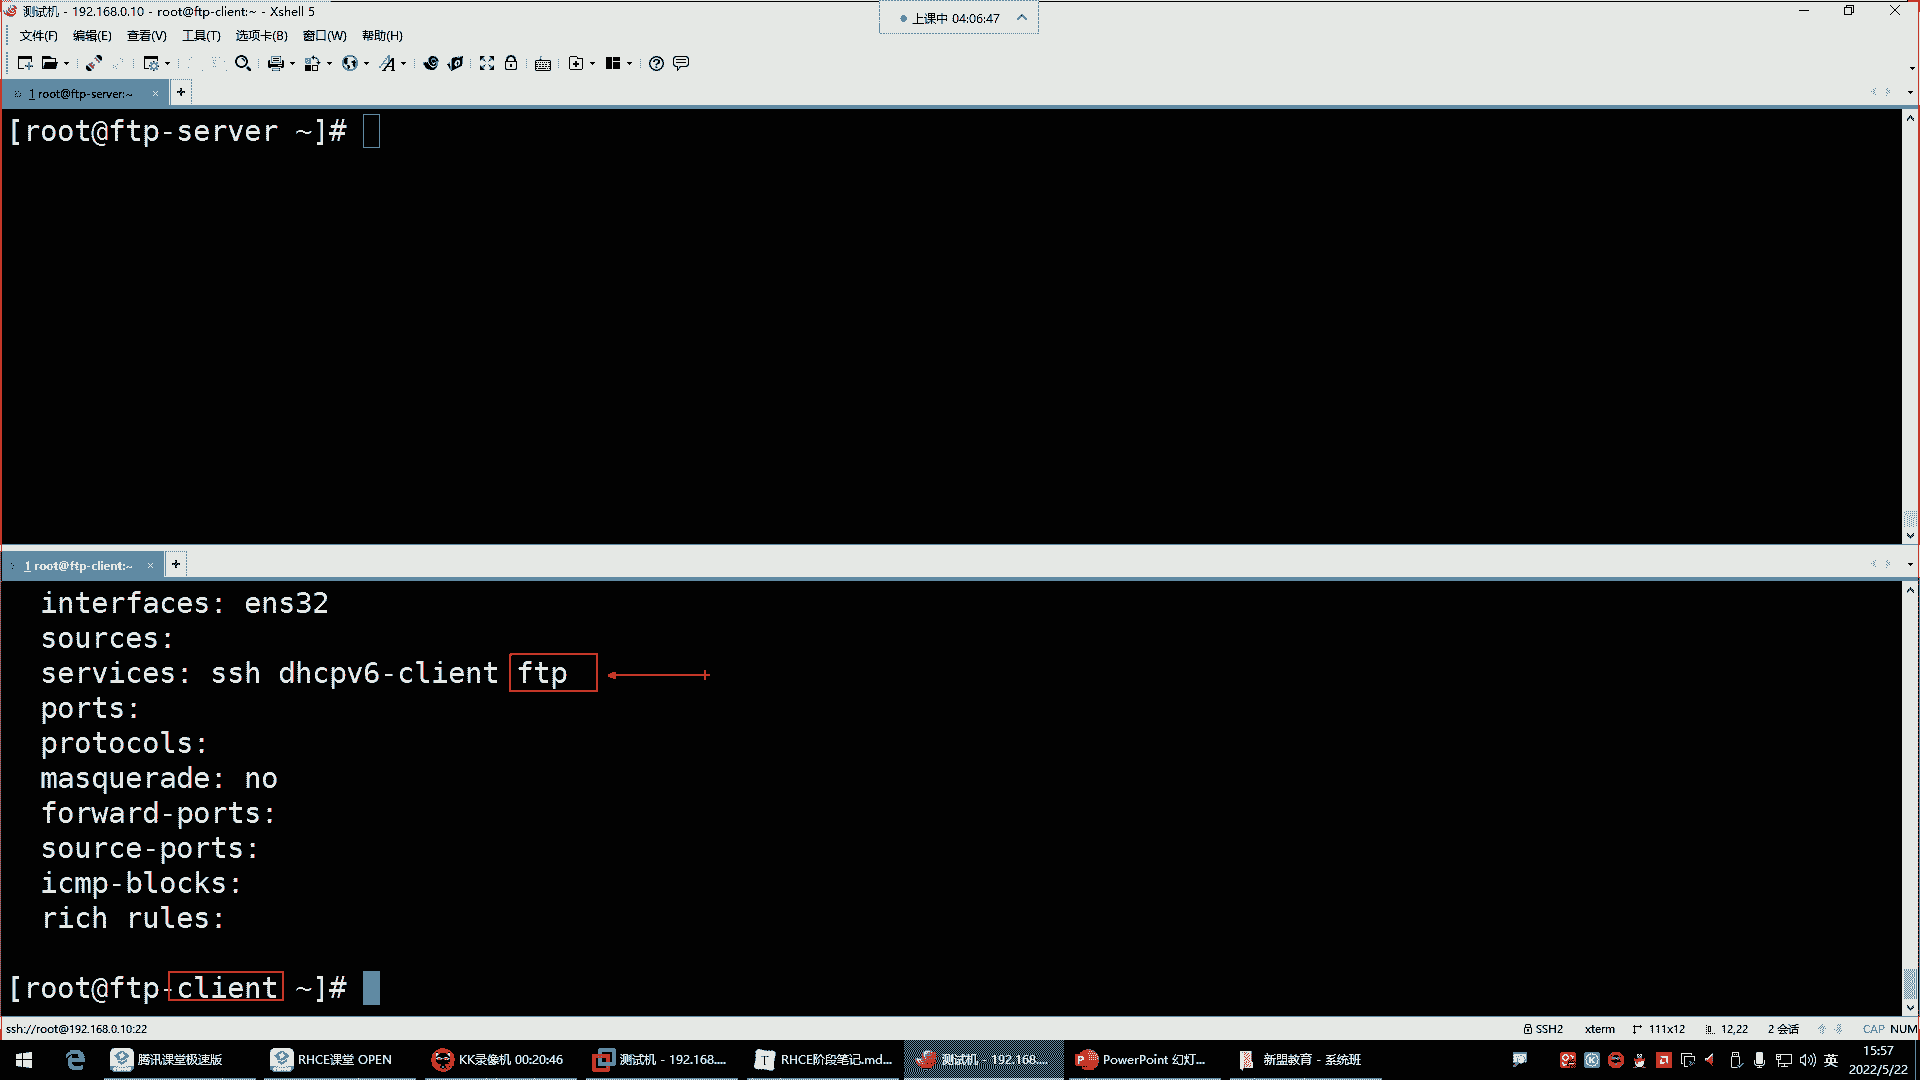 测试机 - 192.168.0.10 - root@ftp-client:~ - Xshell 5
上课中 04:06:47
文件(F) 编辑(E) 查看(V) 工具(T) 选项卡(B) 窗口(W) 帮助(H)
1 root@ftp-server:~
[root@ftp-server ~]#
1 root@ftp-client:~
interfaces: ens32
sources:
services: ssh dhcpv6-client ftp
ports:
protocols:
masquerade: no
forward-ports:
source-ports:
icmp-blocks:
rich rules:
[root@ftp-client ~]#
ssh://root@192.168.0.10:22 SSH2 xterm 111x12 12,22 2 会话 CAP NUM
腾讯课堂极速版 RHCE课堂 OPEN KK录像机 00:20:46 测试机 - 192.168.... RHCE阶段笔记.md... 测试机 - 192.168.... PowerPoint 幻灯... 新盟教育 - 系统班 英 15:57
2022/5/22